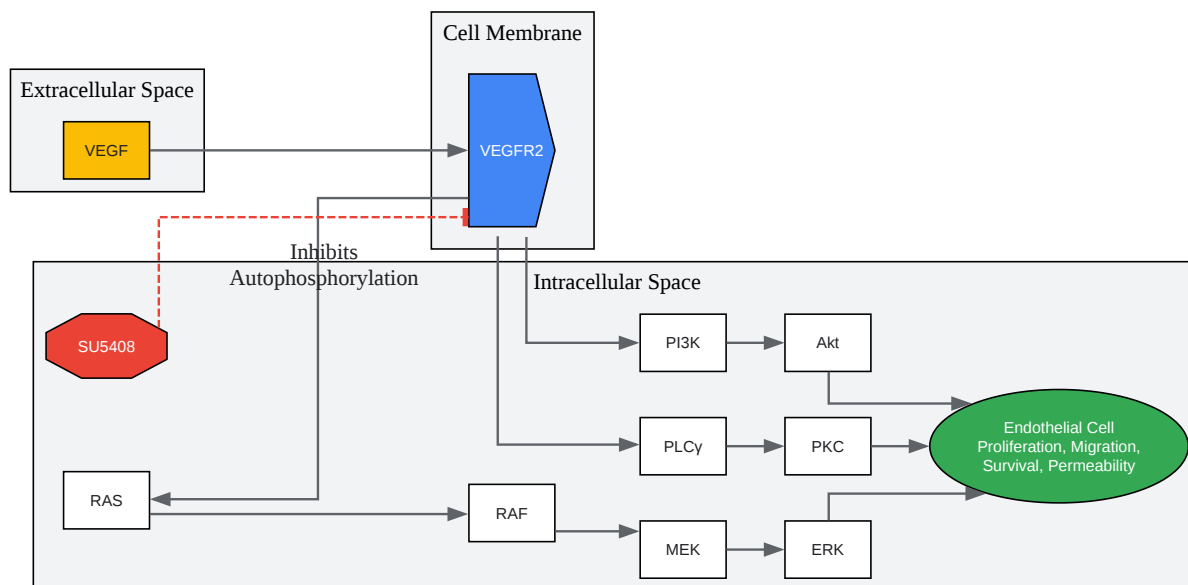 Cell Membrane
Extracellular Space
VEGF
VEGFR2
Inhibits
Autophosphorylation
Intracellular Space
SU5408
PI3K
Akt
PLCγ
PKC
Endothelial Cell
Proliferation, Migration,
Survival, Permeability
RAS
RAF
MEK
ERK